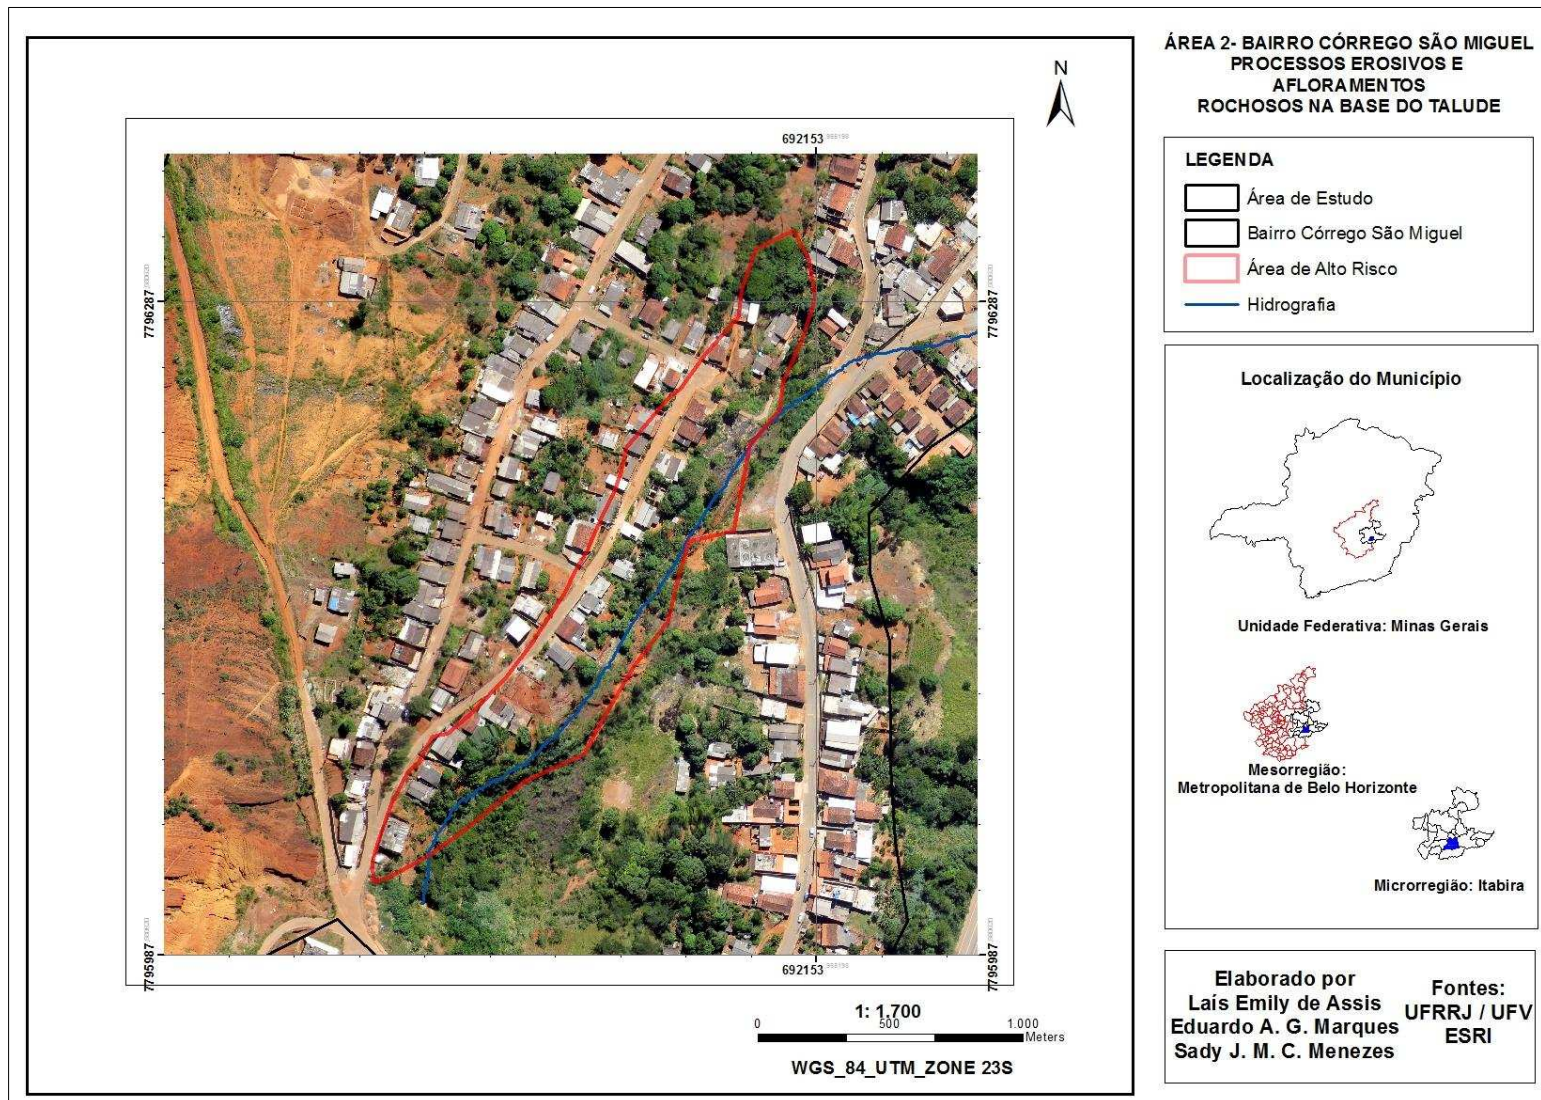 ÁREA 2- BAIRRO CÓRREGO SÃO MIGUEL
PROCESSOS EROSIVOS E
AFLORAMENTOS
ROCHOSOS NA BASE DO TALUDE
N
LEGENDA
Área de Estudo
Bairro Córrego São Miguel
Área de Alto Risco
Hidrografia
692153
7796287
7796287
7795987
7795987
692153
Localização do Município
Unidade Federativa: Minas Gerais
Mesorregião:
Metropolitana de Belo Horizonte
Microrregião: Itabira
1: 1.700
0 500 1.000
Meters
WGS_84_UTM_ZONE 23S
Elaborado por
Laís Emily de Assis
Eduardo A. G. Marques
Sady J. M. C. Menezes
Fontes:
UFRRJ / UFV
ESRI